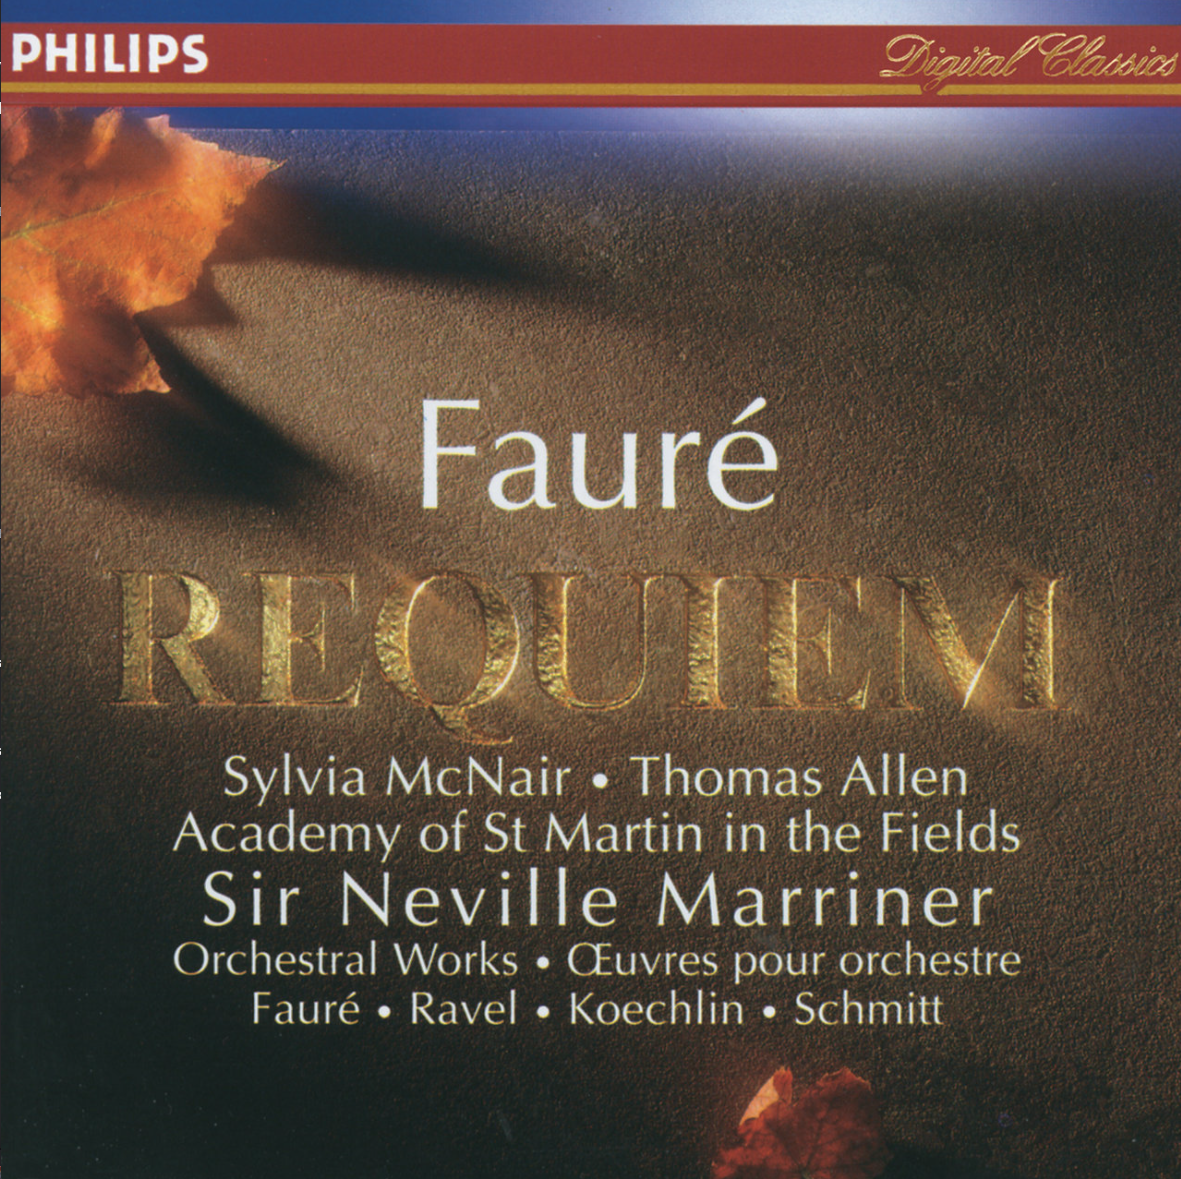 PHILIPS
Digital Classics
Fauré
REQUIEM
Sylvia McNair • Thomas Allen
Academy of St Martin in the Fields
Sir Neville Marriner
Orchestral Works • Œuvres pour orchestre
Fauré • Ravel • Koechlin • Schmitt